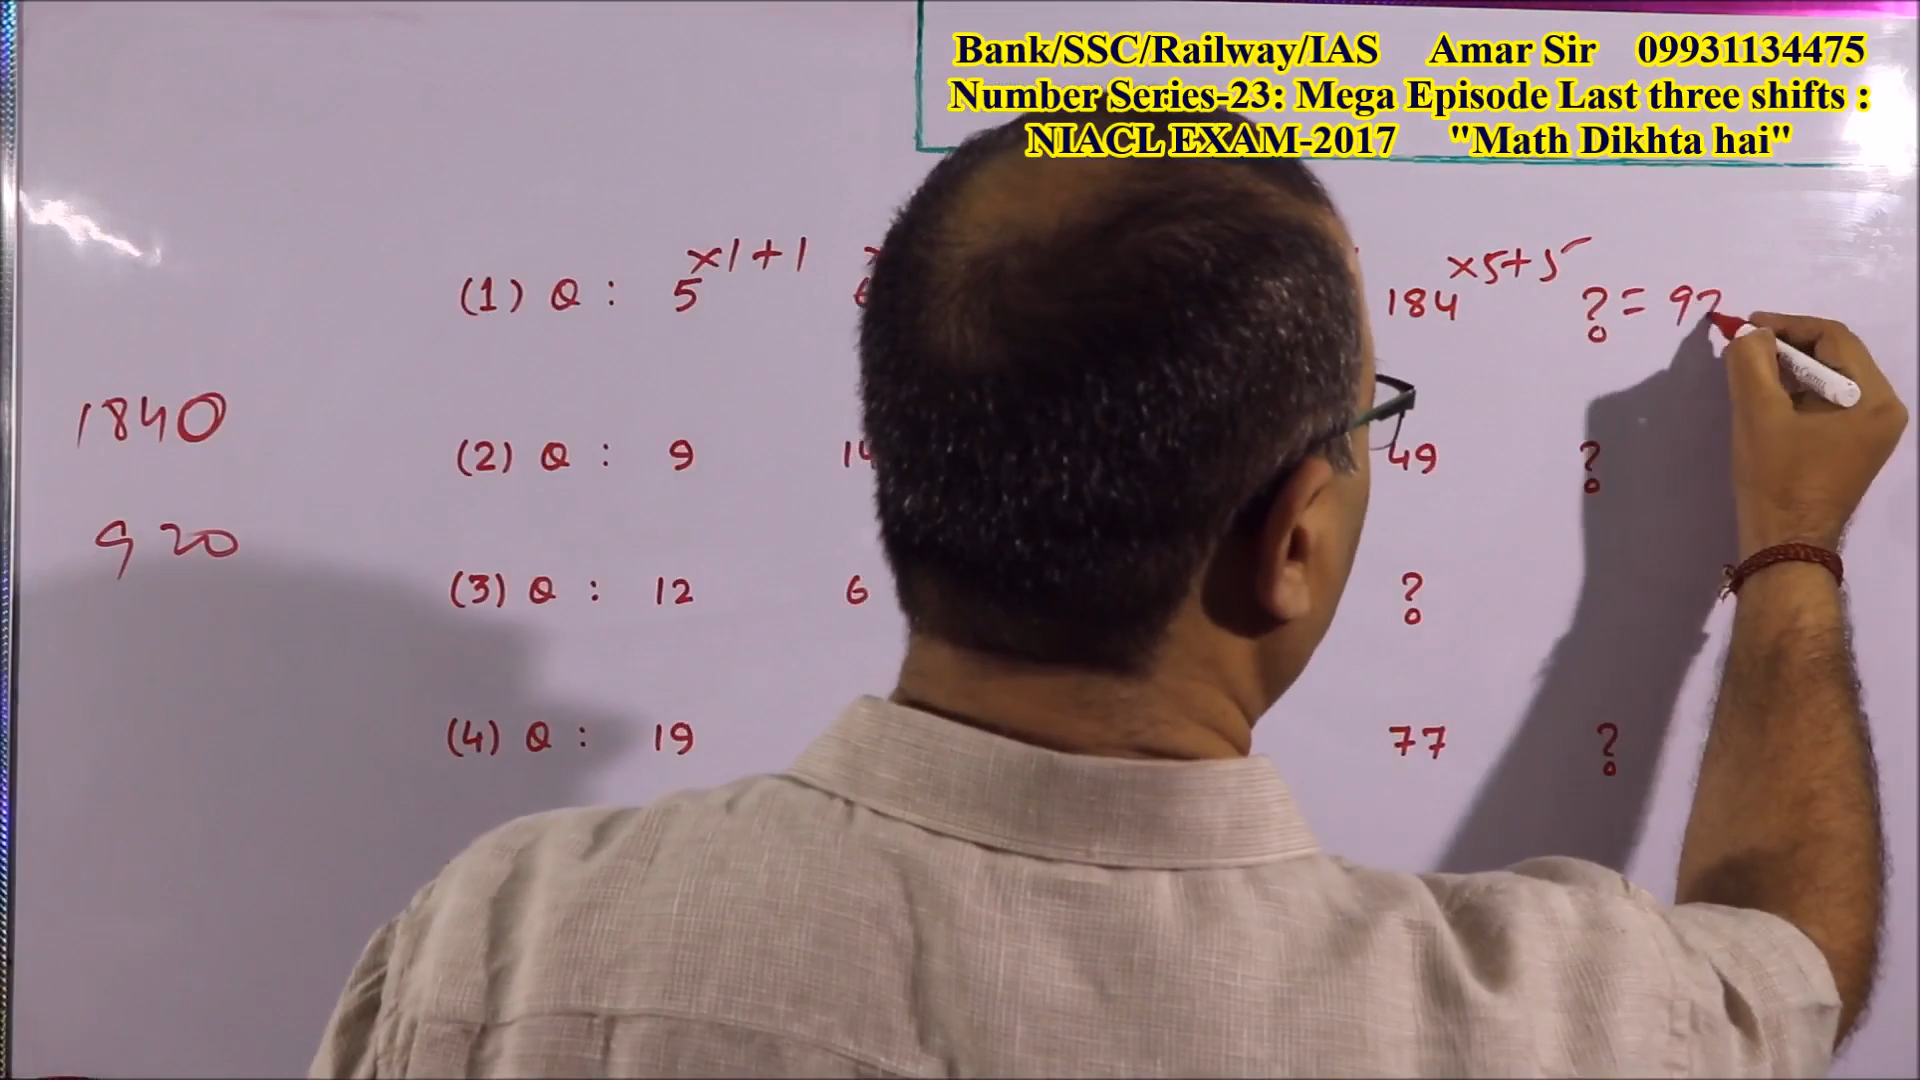 Bank/SSC/Railway/IAS Amar Sir 09931134475
Number Series-23: Mega Episode Last three shifts :
NIACL EXAM-2017 "Math Dikhta hai"
×1+1 ×5+5
(1) Q : 5 184 ? = 92
1840
(2) Q : 9 14 49 ?
920
(3) Q : 12 6 ?
(4) Q : 19 77 ?